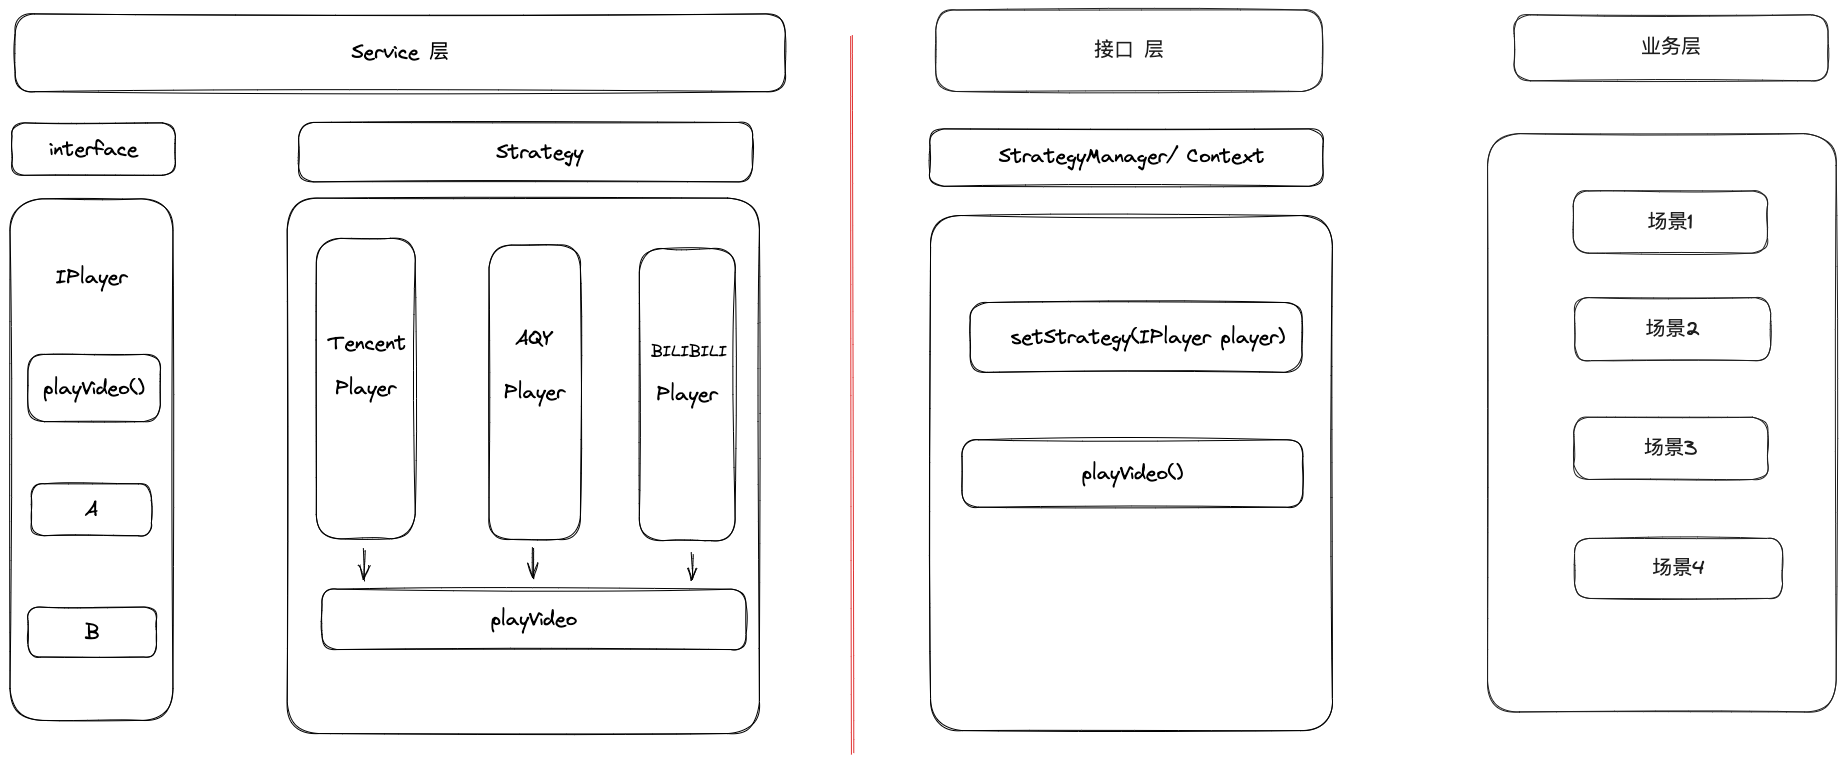 Service 层
interface
Strategy
IPlayer
playVideo()
A
B
Tencent
Player
AQY
Player
BILIBILI
Player
playVideo
接口 层
StrategyManager/ Context
setStrategy(IPlayer player)
playVideo()
业务层
场景1
场景2
场景3
场景4